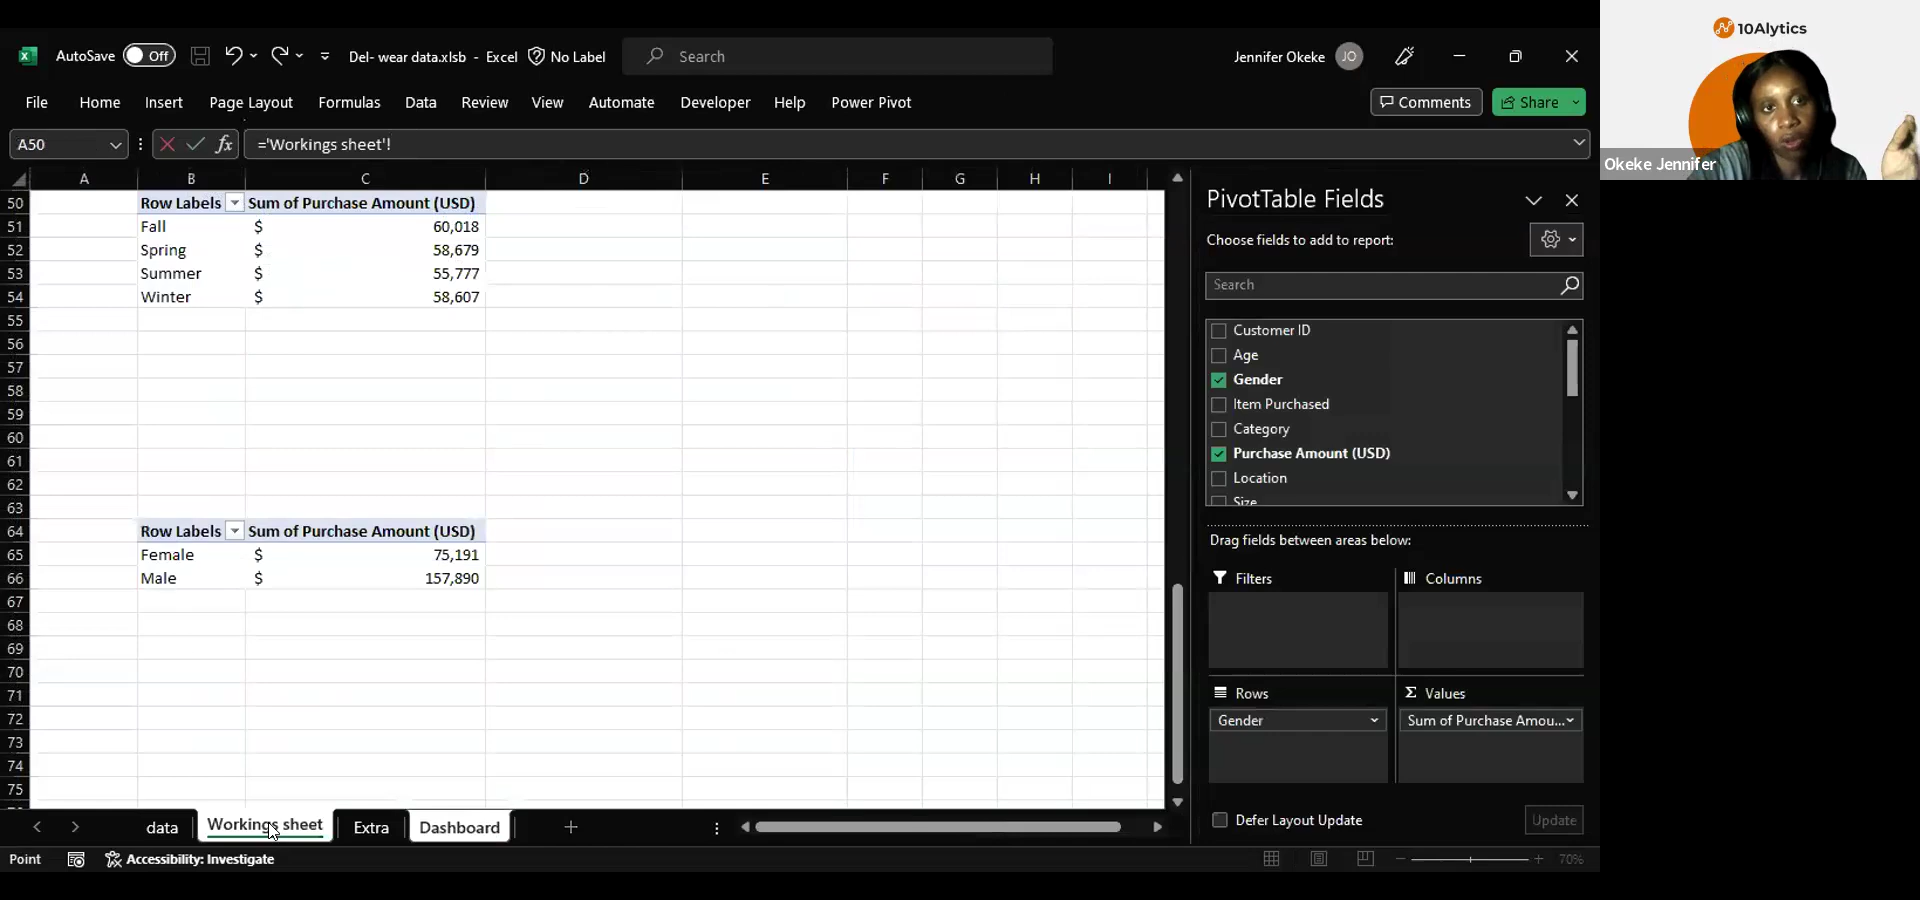 AutoSave Off Del- wear data.xlsb - Excel No Label Search Jennifer Okeke JO
10Alytics
File Home Insert Page Layout Formulas Data Review View Automate Developer Help Power Pivot Comments Share
A50 fx ='Workings sheet'!
Okeke Jennifer
A B C D E F G H I
50 Row Labels Sum of Purchase Amount (USD)
51 Fall $ 60,018
52 Spring $ 58,679
53 Summer $ 55,777
54 Winter $ 58,607
55
56
57
58
59
60
61
62
63
64 Row Labels Sum of Purchase Amount (USD)
65 Female $ 75,191
66 Male $ 157,890
67
68
69
70
71
72
73
74
75
PivotTable Fields
Choose fields to add to report:
Search
Customer ID
Age
Gender
Item Purchased
Category
Purchase Amount (USD)
Location
Size
Drag fields between areas below:
Filters Columns
Rows Σ Values
Gender Sum of Purchase Amou...
Defer Layout Update Update
data Workings sheet Extra Dashboard
Point Accessibility: Investigate 70%